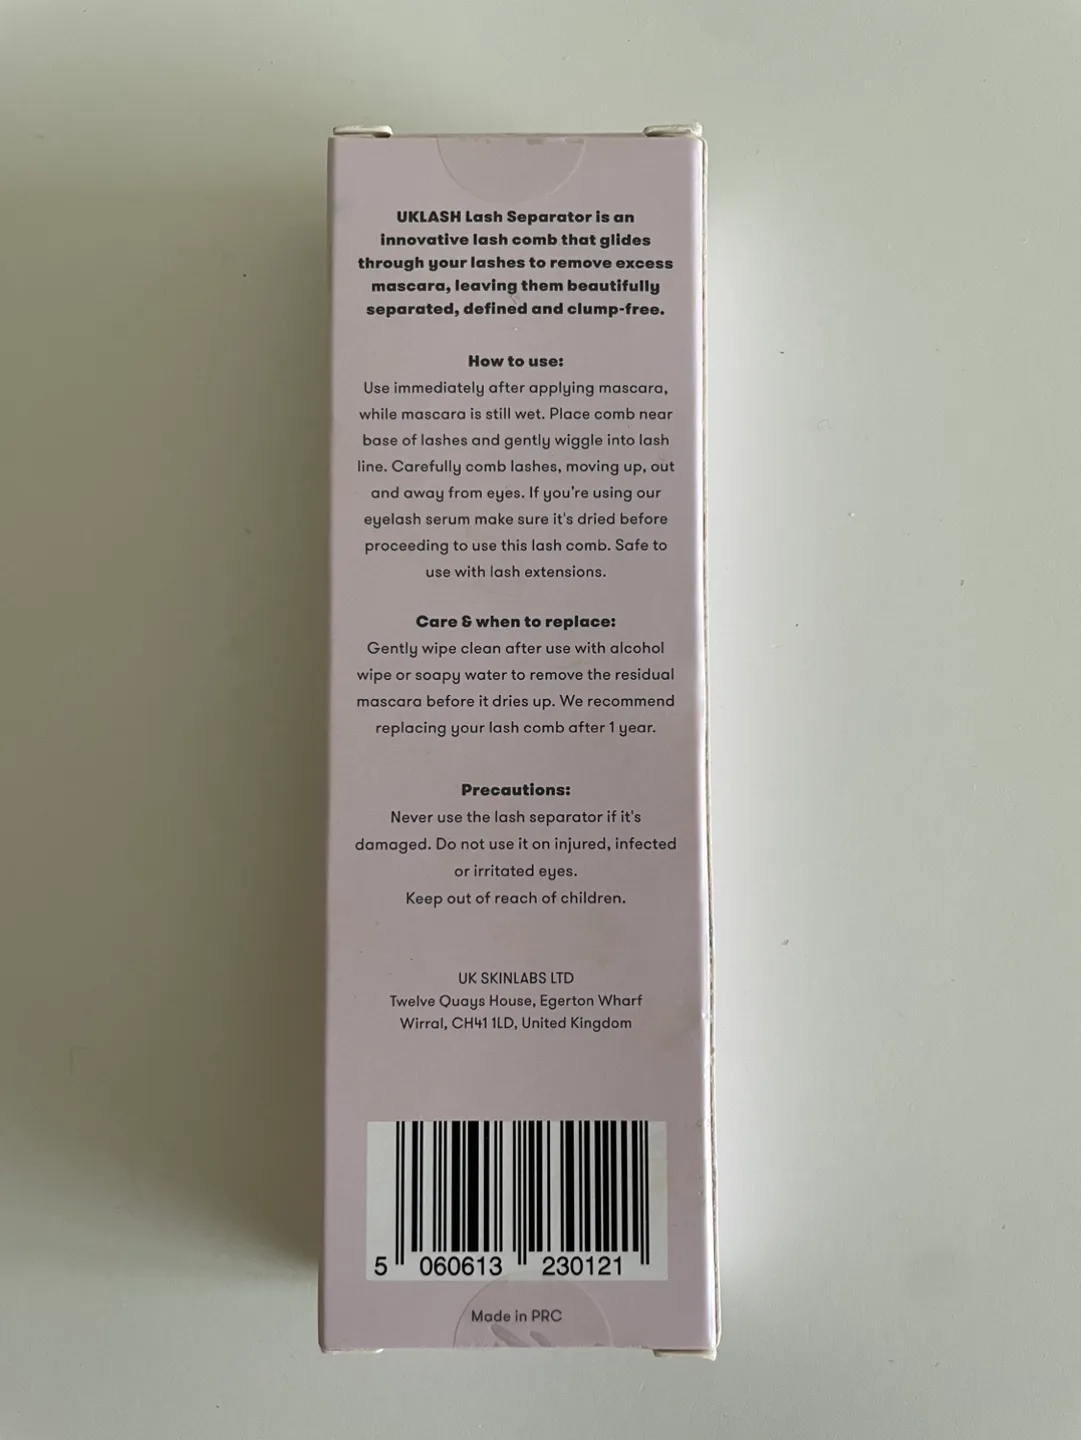 UKLASH Lash Separator is an
innovative lash comb that glides
through your lashes to remove excess
mascara, leaving them beautifully
separated, defined and clump-free.
How to use:
Use immediately after applying mascara,
while mascara is still wet. Place comb near
base of lashes and gently wiggle into lash
line. Carefully comb lashes, moving up, out
and away from eyes. If you're using our
eyelash serum make sure it's dried before
proceeding to use this lash comb. Safe to
use with lash extensions.
Care & when to replace:
Gently wipe clean after use with alcohol
wipe or soapy water to remove the residual
mascara before it dries up. We recommend
replacing your lash comb after 1 year.
Precautions:
Never use the lash separator if it's
damaged. Do not use it on injured, infected
or irritated eyes.
Keep out of reach of children.
UK SKINLABS LTD
Twelve Quays House, Egerton Wharf
Wirral, CH41 1LD, United Kingdom
5 060613 230121
Made in PRC